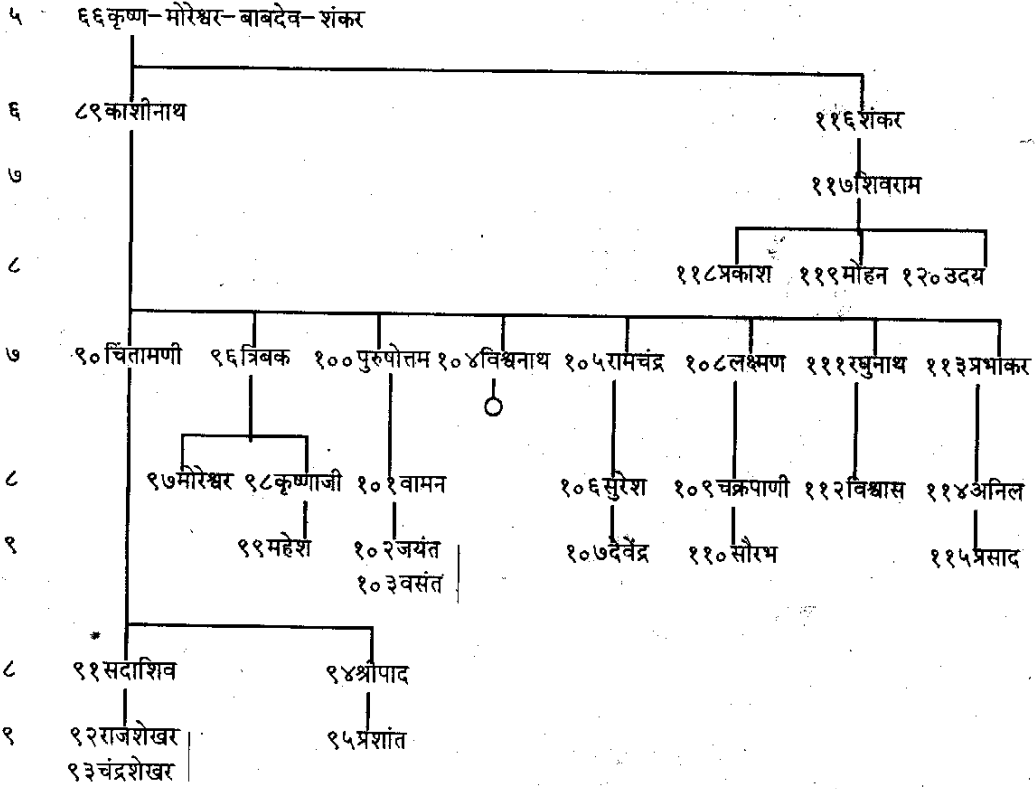 ५ ६६कृष्ण-मोरेश्वर-बाबदेव-शंकर
६ ८९काशीनाथ ११६शंकर
७ ११७शिवराम
८ ११८प्रकाश ११९मोहन १२०उदय
७ ९०चिंतामणी ९६त्रिबक १००पुरुषोत्तम १०४विश्वनाथ १०५रामचंद्र १०८लक्ष्मण १११रघुनाथ ११३प्रभाकर
८ ९७मोरेश्वर ९८कृष्णाजी १०१वामन १०६सुरेश १०९चक्रपाणी ११२विश्वास ११४अनिल
९ ९९महेश १०२जयंत १०७देवेंद्र ११०सौरभ ११५प्रसाद
१०३वसंत
८ ९१सदाशिव ९४श्रीपाद
९ ९२राजशेखर ९५प्रशांत
९३चंद्रशेखर